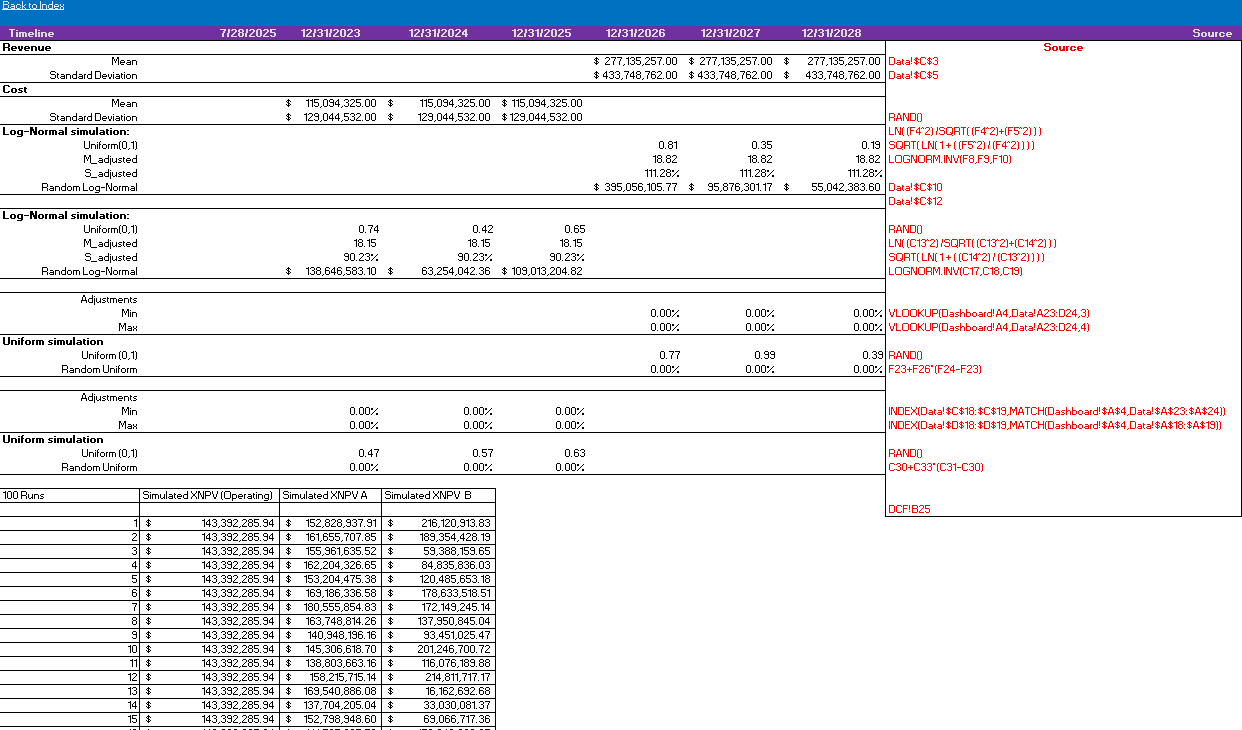 Back to Index
Timeline 7/28/2025 12/31/2023 12/31/2024 12/31/2025 12/31/2026 12/31/2027 12/31/2028 Source
Revenue Source
Mean $ 277,135,257.00 $ 277,135,257.00 $ 277,135,257.00 Data!$C$3
Standard Deviation $ 433,748,762.00 $ 433,748,762.00 $ 433,748,762.00 Data!$C$5
Cost
Mean $ 115,094,325.00 $ 115,094,325.00 $ 115,094,325.00
Standard Deviation $ 129,044,532.00 $ 129,044,532.00 $ 129,044,532.00 RAND()
Log-Normal simulation: LN((F4^2)/SQRT((F4^2)+(F5^2)))
Uniform(0,1) 0.81 0.35 0.19 SQRT(LN(1+((F5^2)/(F4^2))))
M_adjusted 18.82 18.82 18.82 LOGNORM.INV(F8,F9,F10)
S_adjusted 111.28% 111.28% 111.28%
Random Log-Normal $ 395,056,105.77 $ 95,876,301.17 $ 55,042,383.60 Data!$C$10
Data!$C$12
Log-Normal simulation:
Uniform(0,1) 0.74 0.42 0.65 RAND()
M_adjusted 18.15 18.15 18.15 LN((C13^2)/SQRT((C13^2)+(C14^2)))
S_adjusted 90.23% 90.23% 90.23% SQRT(LN(1+((C14^2)/(C13^2))))
Random Log-Normal $ 138,646,583.10 $ 63,254,042.36 $ 109,013,204.82 LOGNORM.INV(C17,C18,C19)
Adjustments
Min 0.00% 0.00% 0.00% VLOOKUP(Dashboard!A4,Data!A23:D24,3)
Max 0.00% 0.00% 0.00% VLOOKUP(Dashboard!A4,Data!A23:D24,4)
Uniform simulation
Uniform (0,1) 0.77 0.99 0.39 RAND()
Random Uniform 0.00% 0.00% 0.00% F23+F26*(F24-F23)
Adjustments
Min 0.00% 0.00% 0.00% INDEX(Data!$C$18:$C$19,MATCH(Dashboard!$A$4,Data!$A$23:$A$24))
Max 0.00% 0.00% 0.00% INDEX(Data!$D$18:$D$19,MATCH(Dashboard!$A$4,Data!$A$18:$A$19))
Uniform simulation
Uniform (0,1) 0.47 0.57 0.63 RAND()
Random Uniform 0.00% 0.00% 0.00% C30+C33*(C31-C30)
100 Runs Simulated XNPV (Operating) Simulated XNPV A Simulated XNPV B
DCF!B25
1 $ 143,392,285.94 $ 152,828,937.91 $ 216,120,913.83
2 $ 143,392,285.94 $ 161,655,707.85 $ 189,354,428.19
3 $ 143,392,285.94 $ 155,961,635.52 $ 59,388,159.65
4 $ 143,392,285.94 $ 162,204,326.65 $ 84,835,836.03
5 $ 143,392,285.94 $ 153,204,475.38 $ 120,485,653.18
6 $ 143,392,285.94 $ 169,186,336.58 $ 178,633,518.51
7 $ 143,392,285.94 $ 180,555,854.83 $ 172,149,245.14
8 $ 143,392,285.94 $ 163,748,814.26 $ 137,950,845.04
9 $ 143,392,285.94 $ 140,948,196.16 $ 93,451,025.47
10 $ 143,392,285.94 $ 145,306,618.70 $ 201,246,700.72
11 $ 143,392,285.94 $ 138,803,663.16 $ 116,076,189.88
12 $ 143,392,285.94 $ 158,215,715.14 $ 214,811,717.17
13 $ 143,392,285.94 $ 169,540,886.08 $ 16,162,692.68
14 $ 143,392,285.94 $ 137,704,205.04 $ 33,030,081.37
15 $ 143,392,285.94 $ 152,798,948.60 $ 69,066,717.36